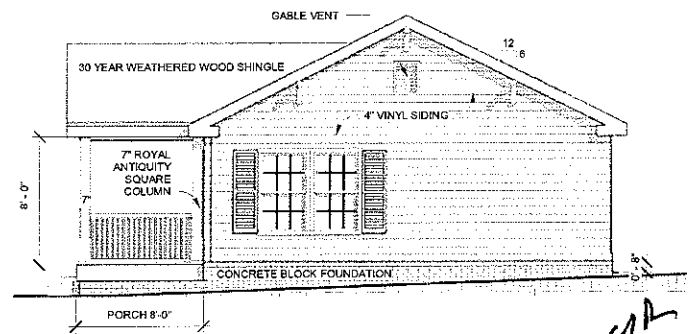 GABLE VENT
12
6
30 YEAR WEATHERED WOOD SHINGLE
4" VINYL SIDING
7" ROYAL
ANTIQUITY
SQUARE
COLUMN
8'-0"
7"
CONCRETE BLOCK FOUNDATION
0'-8"
PORCH 8'-0"